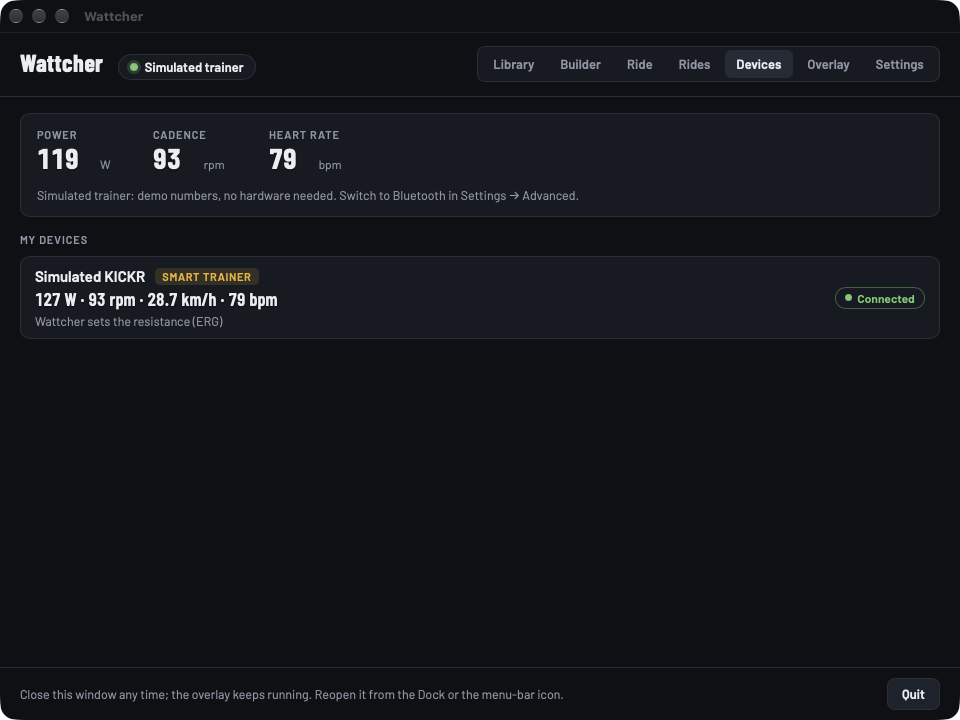 Wattcher
Wattcher
Simulated trainer
Library Builder Ride Rides Devices Overlay Settings
POWER CADENCE HEART RATE
119 W 93 rpm 79 bpm
Simulated trainer: demo numbers, no hardware needed. Switch to Bluetooth in Settings → Advanced.
MY DEVICES
Simulated KICKR SMART TRAINER
127 W · 93 rpm · 28.7 km/h · 79 bpm
Connected
Wattcher sets the resistance (ERG)
Close this window any time; the overlay keeps running. Reopen it from the Dock or the menu-bar icon.
Quit